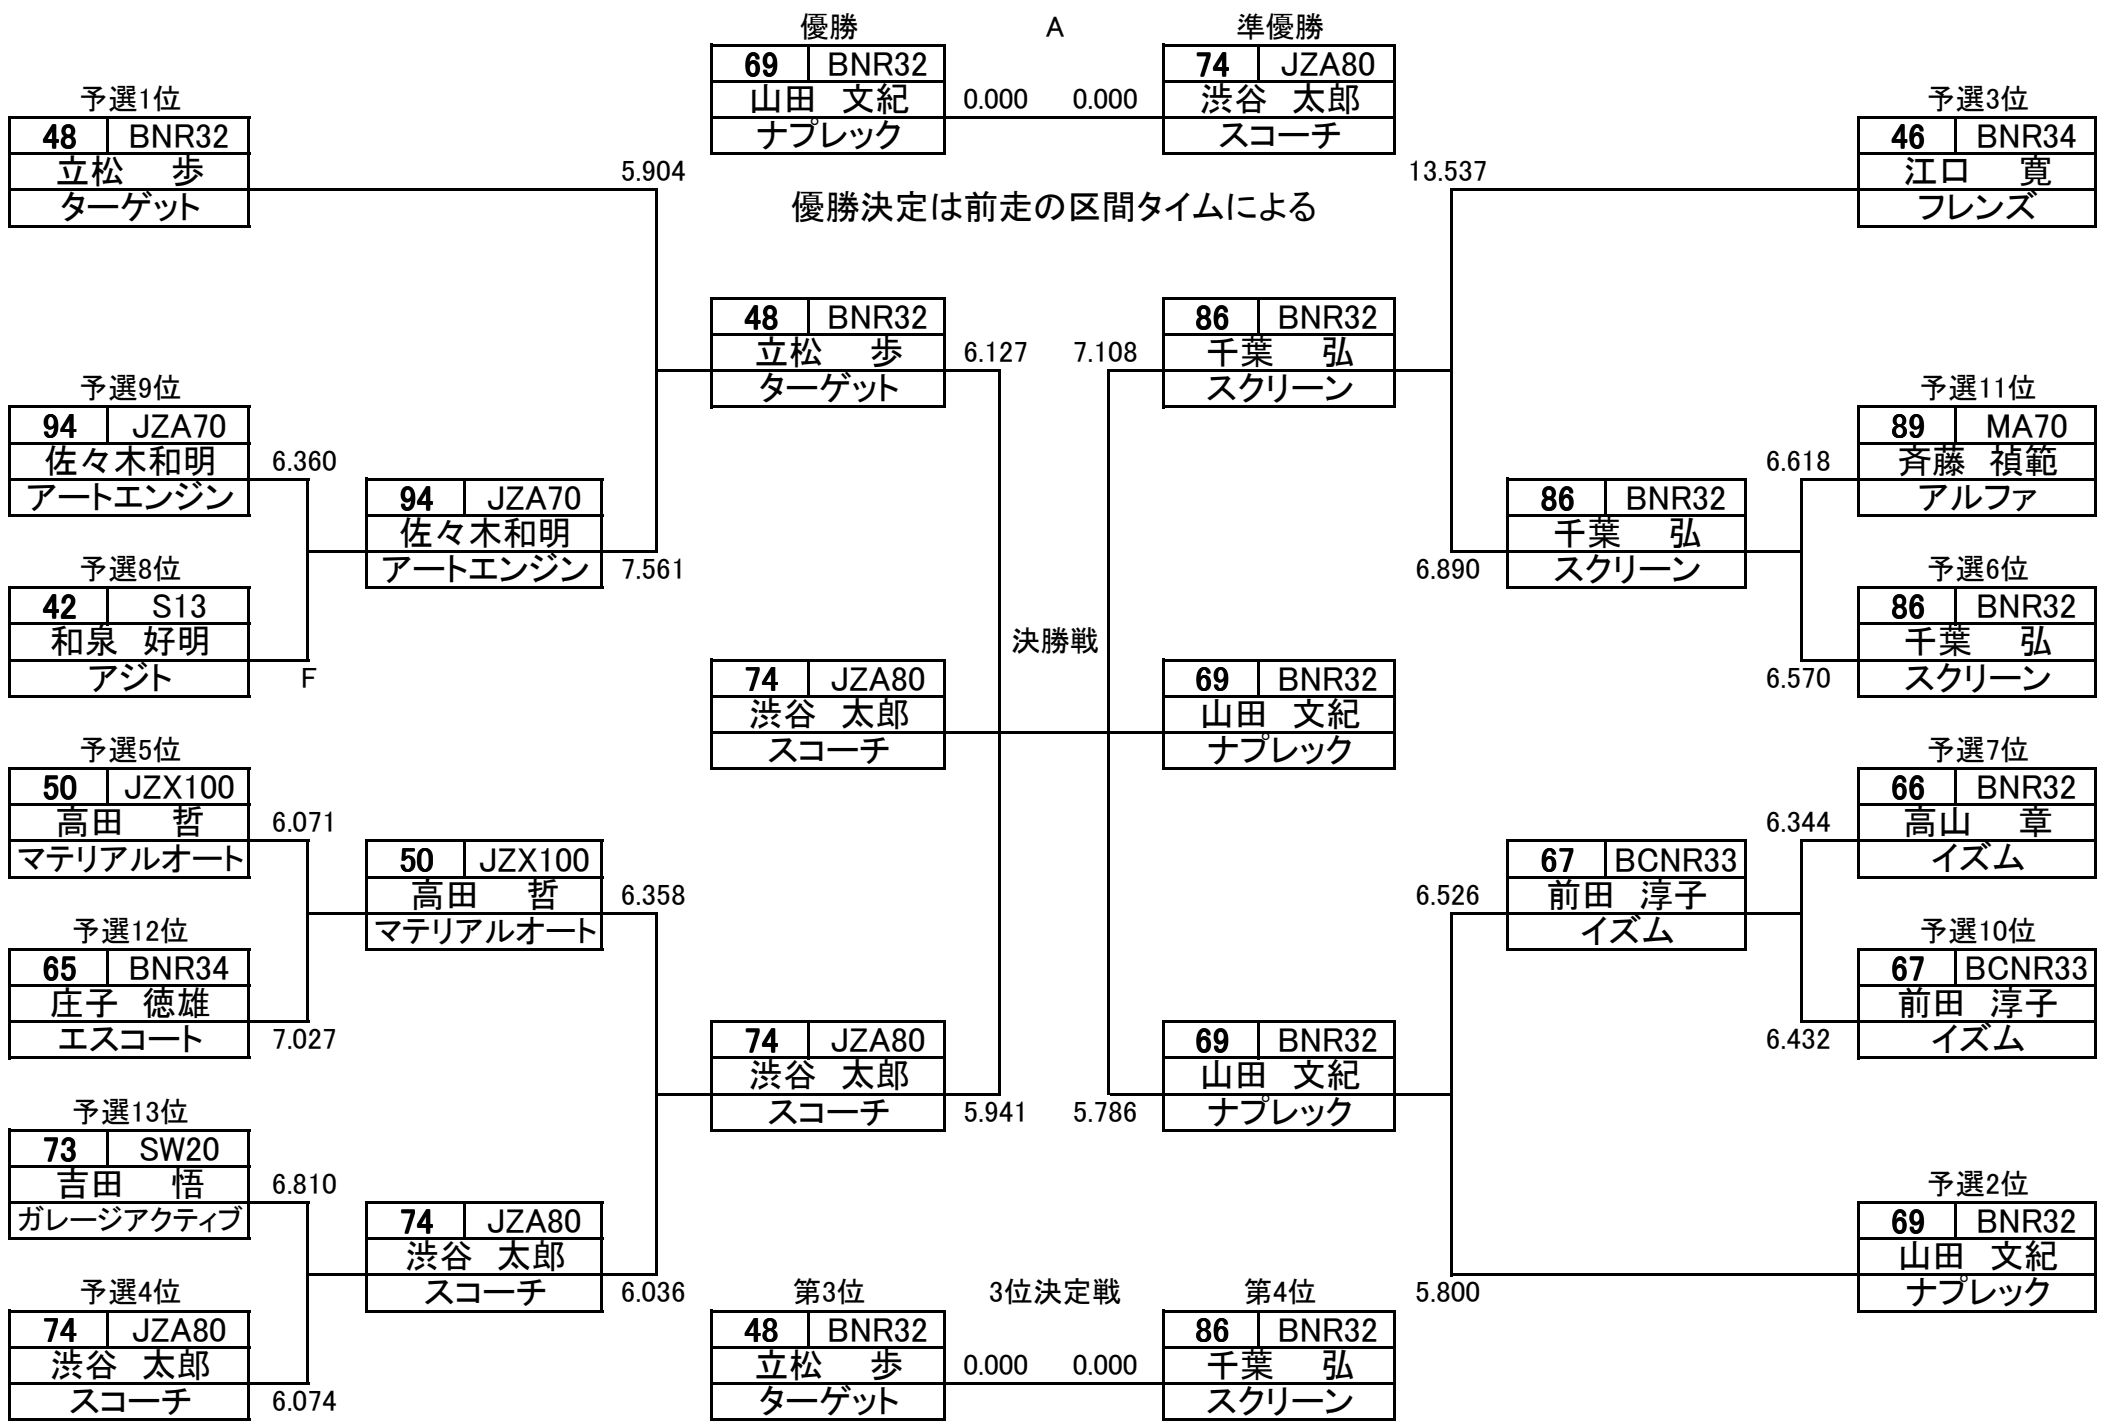 優勝 A 準優勝
69 BNR32
山田 文紀
ナプレック
0.000 0.000
74 JZA80
渋谷 太郎
スコーチ
優勝決定は前走の区間タイムによる
予選1位
48 BNR32
立松 歩
ターゲット
5.904
予選9位
94 JZA70
佐々木和明
アートエンジン
6.360
予選8位
42 S13
和泉 好明
アジト
F
94 JZA70
佐々木和明
アートエンジン
7.561
予選5位
50 JZX100
高田 哲
マテリアルオート
6.071
予選12位
65 BNR34
庄子 徳雄
エスコート
7.027
50 JZX100
高田 哲
マテリアルオート
6.358
予選13位
73 SW20
吉田 悟
ガレージアクティブ
6.810
予選4位
74 JZA80
渋谷 太郎
スコーチ
6.074
74 JZA80
渋谷 太郎
スコーチ
6.036
48 BNR32
立松 歩
ターゲット
6.127
74 JZA80
渋谷 太郎
スコーチ
74 JZA80
渋谷 太郎
スコーチ
5.941
決勝戦
7.108
86 BNR32
千葉 弘
スクリーン
69 BNR32
山田 文紀
ナプレック
5.786
69 BNR32
山田 文紀
ナプレック
第3位 3位決定戦 第4位
48 BNR32
立松 歩
ターゲット
0.000 0.000
86 BNR32
千葉 弘
スクリーン
予選3位
13.537
46 BNR34
江口 寛
フレンズ
6.890
86 BNR32
千葉 弘
スクリーン
予選11位
6.618
89 MA70
斉藤 禎範
アルファ
予選6位
86 BNR32
千葉 弘
スクリーン
6.570
6.526
67 BCNR33
前田 淳子
イズム
予選7位
6.344
66 BNR32
高山 章
イズム
予選10位
67 BCNR33
前田 淳子
イズム
6.432
予選2位
5.800
69 BNR32
山田 文紀
ナプレック